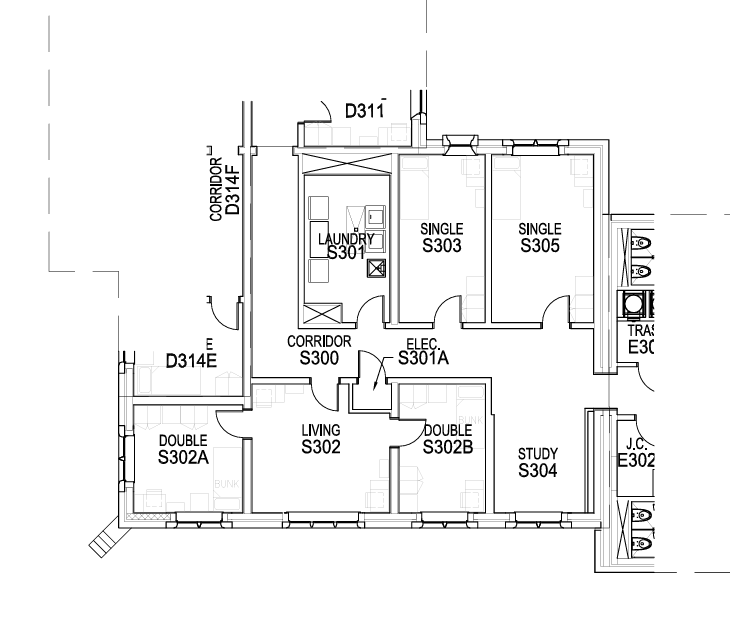 D311
CORRIDOR
D314F
SINGLE
S303
SINGLE
S305
LAUNDRY
S301
TRAS
E30
CORRIDOR
S300
ELEC.
S301A
E
D314E
DOUBLE
S302A
LIVING
S302
BUNK
DOUBLE
S302B
STUDY
S304
J.C.
E302
BUNK